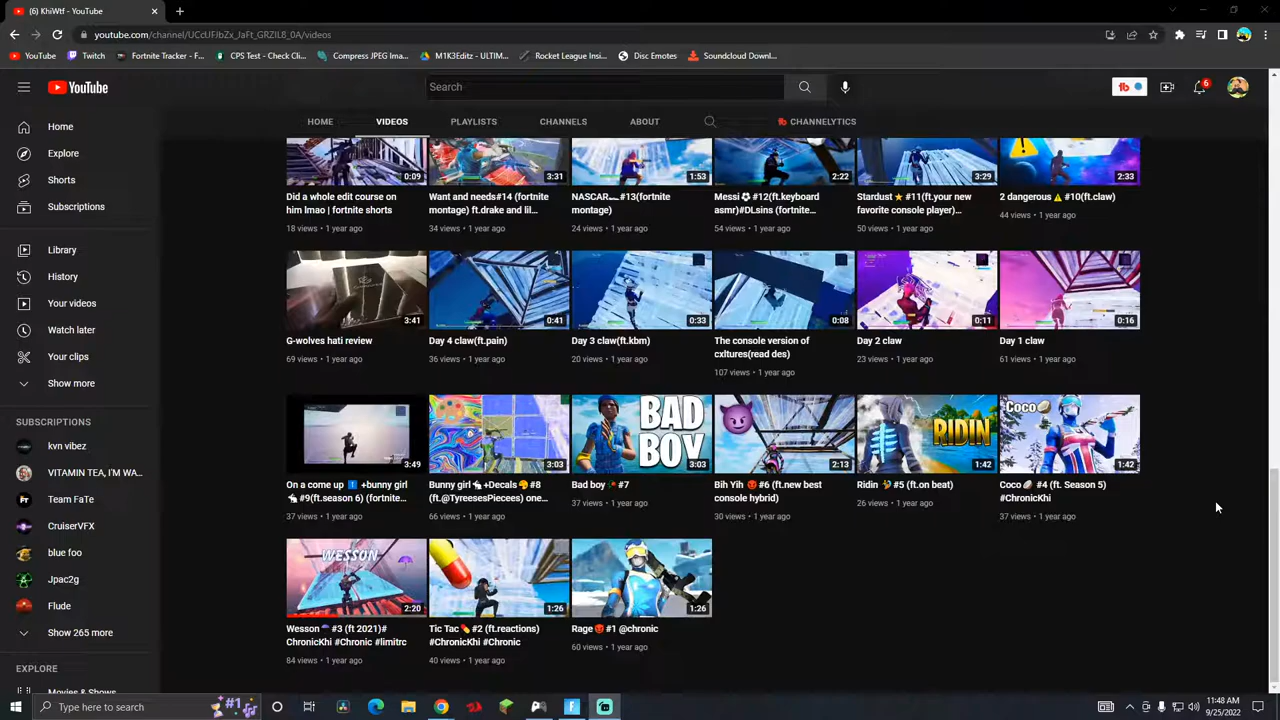 (6) KhiWtf - YouTube
youtube.com/channel/UCcUFJbZx_JaFt_GRZIL8_0A/videos
YouTube Twitch Fortnite Tracker - F... CPS Test - Check Cli... Compress JPEG Ima... M1K3Editz - ULTIM... Rocket League Insi... Disc Emotes Soundcloud Downl...
YouTube Search 6
HOME VIDEOS PLAYLISTS CHANNELS ABOUT CHANNELYTICS
Home
Explore
Shorts
Subscriptions
Library
History
Your videos
Watch later
Your clips
Show more
SUBSCRIPTIONS
kvn vibez
VITAMIN TEA, I'M WA...
Team FaTe
CruiserVFX
blue foo
Jpac2g
Flude
Show 265 more
EXPLORE
Movies & Shows
0:09 3:31 1:53 2:22 3:29 2:33
Did a whole edit course on
him lmao | fortnite shorts
18 views • 1 year ago
Want and needs#14 (fortnite
montage) ft.drake and lil...
34 views • 1 year ago
NASCAR🏎#13(fortnite
montage)
24 views • 1 year ago
Messi⚽ #12(ft.keyboard
asmr)#DLsins (fortnite...
54 views • 1 year ago
Stardust⭐ #11(ft.your new
favorite console player)...
50 views • 1 year ago
2 dangerous ⚠ #10(ft.claw)
44 views • 1 year ago
3:41 0:41 0:33 0:08 0:11 0:16
G-wolves hati review
69 views • 1 year ago
Day 4 claw(ft.pain)
36 views • 1 year ago
Day 3 claw(ft.kbm)
20 views • 1 year ago
The console version of
cxltures(read des)
107 views • 1 year ago
Day 2 claw
23 views • 1 year ago
Day 1 claw
61 views • 1 year ago
BAD
BOY
RIDIN
Coco🥥
3:49 3:03 3:03 2:13 1:42 1:42
On a come up ❗ +bunny girl
🐇 #9(ft.season 6) (fortnite...
37 views • 1 year ago
Bunny girl🐇 +Decals🍄#8
(ft.@TyreesePiecees) one...
66 views • 1 year ago
Bad boy 🥀#7
37 views • 1 year ago
Bih Yih 😈#6 (ft.new best
console hybrid)
30 views • 1 year ago
Ridin 🏇#5 (ft.on beat)
26 views • 1 year ago
Coco🥥 #4 (ft. Season 5)
#ChronicKhi
37 views • 1 year ago
WESSON
2:20 1:26 1:26
Wesson☂#3 (ft 2021)#
ChronicKhi #Chronic #limitrc
84 views • 1 year ago
Tic Tac💊#2 (ft.reactions)
#ChronicKhi #Chronic
40 views • 1 year ago
Rage😡#1 @chronic
60 views • 1 year ago
Type here to search #1
11:48 AM
9/25/2022